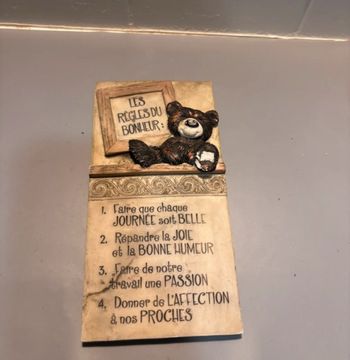 LES
RÈGLES DU
BONHEUR :
1. Faire que chaque
JOURNÉE soit BELLE
2. Répandre la JOIE
et la BONNE HUMEUR
3. Faire de notre
travail une PASSION
4. Donner de L'AFFECTION
à nos PROCHES